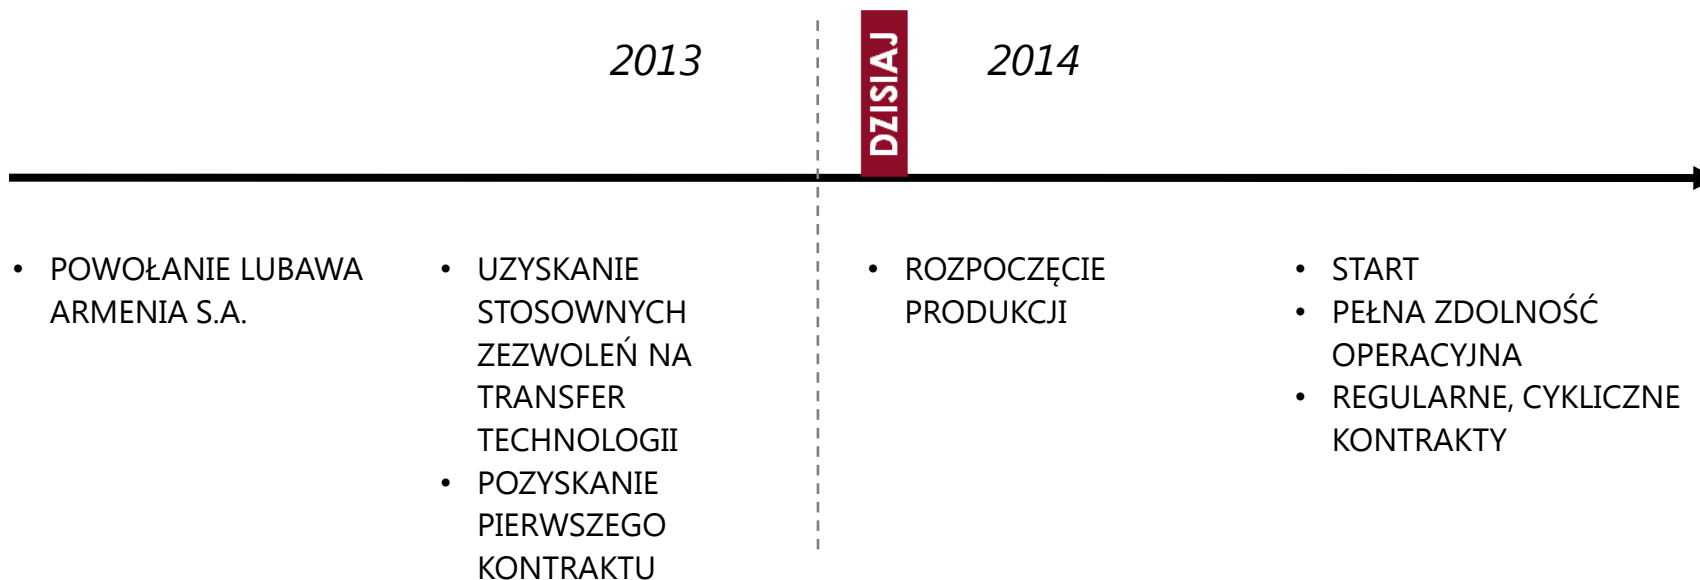 2013
DZISIAJ
2014
• POWOŁANIE LUBAWA
ARMENIA S.A.
• UZYSKANIE
STOSOWNYCH
ZEZWOLEŃ NA
TRANSFER
TECHNOLOGII
• POZYSKANIE
PIERWSZEGO
KONTRAKTU
• ROZPOCZĘCIE
PRODUKCJI
• START
• PEŁNA ZDOLNOŚĆ
OPERACYJNA
• REGULARNE, CYKLICZNE
KONTRAKTY